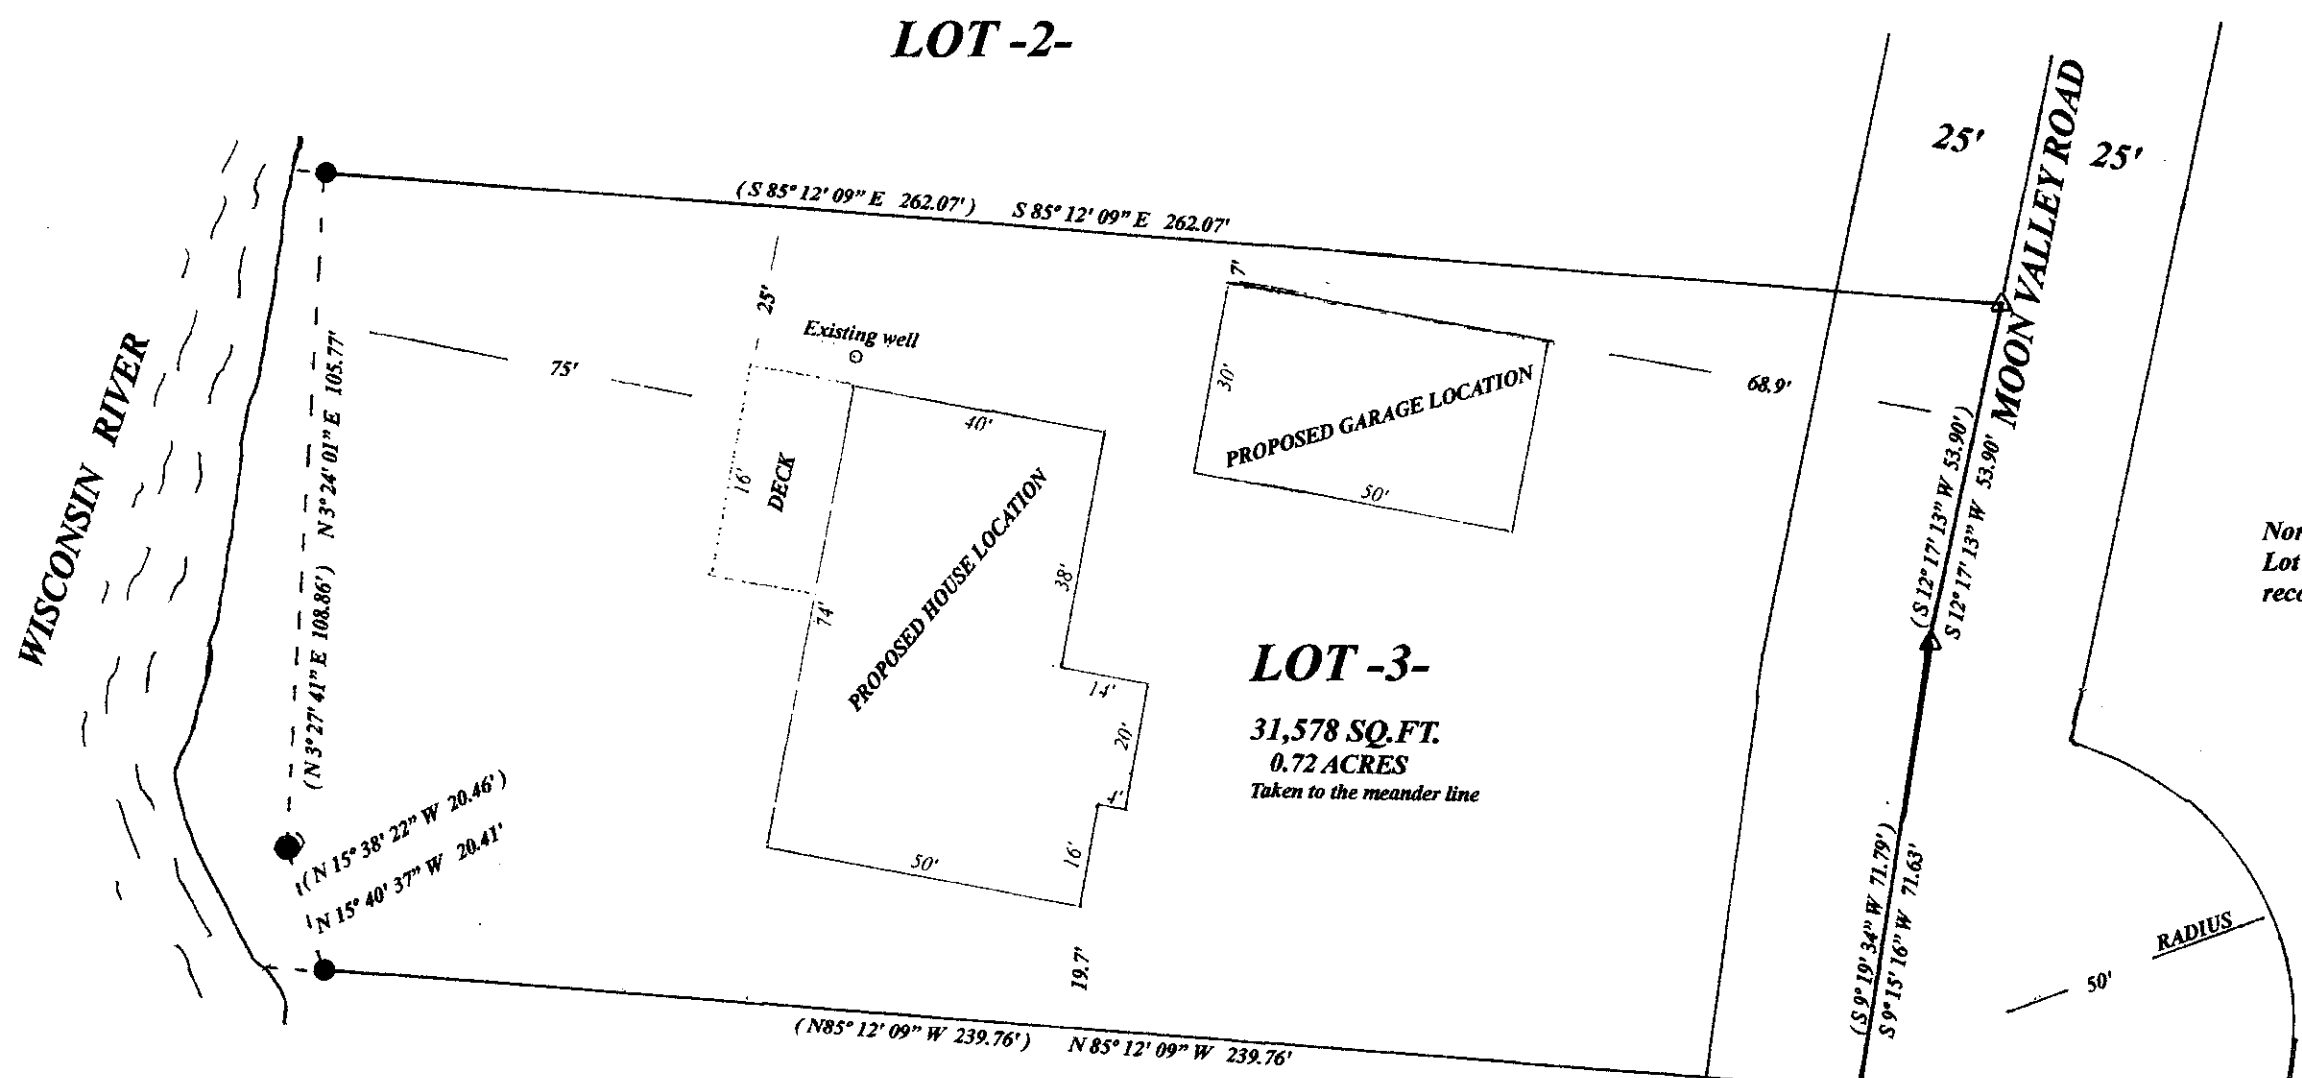 LOT -2-
25'
MOON VALLEY ROAD
25'
( S 85° 12' 09” E 262.07' ) S 85° 12' 09” E 262.07'
7'
25'
Existing well
75'
68.9'
30'
PROPOSED GARAGE LOCATION
50'
40'
16'
DECK
PROPOSED HOUSE LOCATION
38'
74'
14'
20'
4'
16'
50'
19.7'
WISCONSIN RIVER
( N 3° 27' 41” E 108.86' ) N 3° 24' 01” E 105.77'
( S 12° 17' 13” W 53.90' )
S 12° 17' 13” W 53.90'
LOT -3-
31,578 SQ.FT.
0.72 ACRES
Taken to the meander line
( N 15° 38' 22” W 20.46' )
N 15° 40' 37” W 20.41'
( S 9° 19' 34” W 71.79' )
S 9° 15' 16” W 71.63'
RADIUS
50'
( N85° 12' 09” W 239.76' ) N 85° 12' 09” W 239.76'
Lot